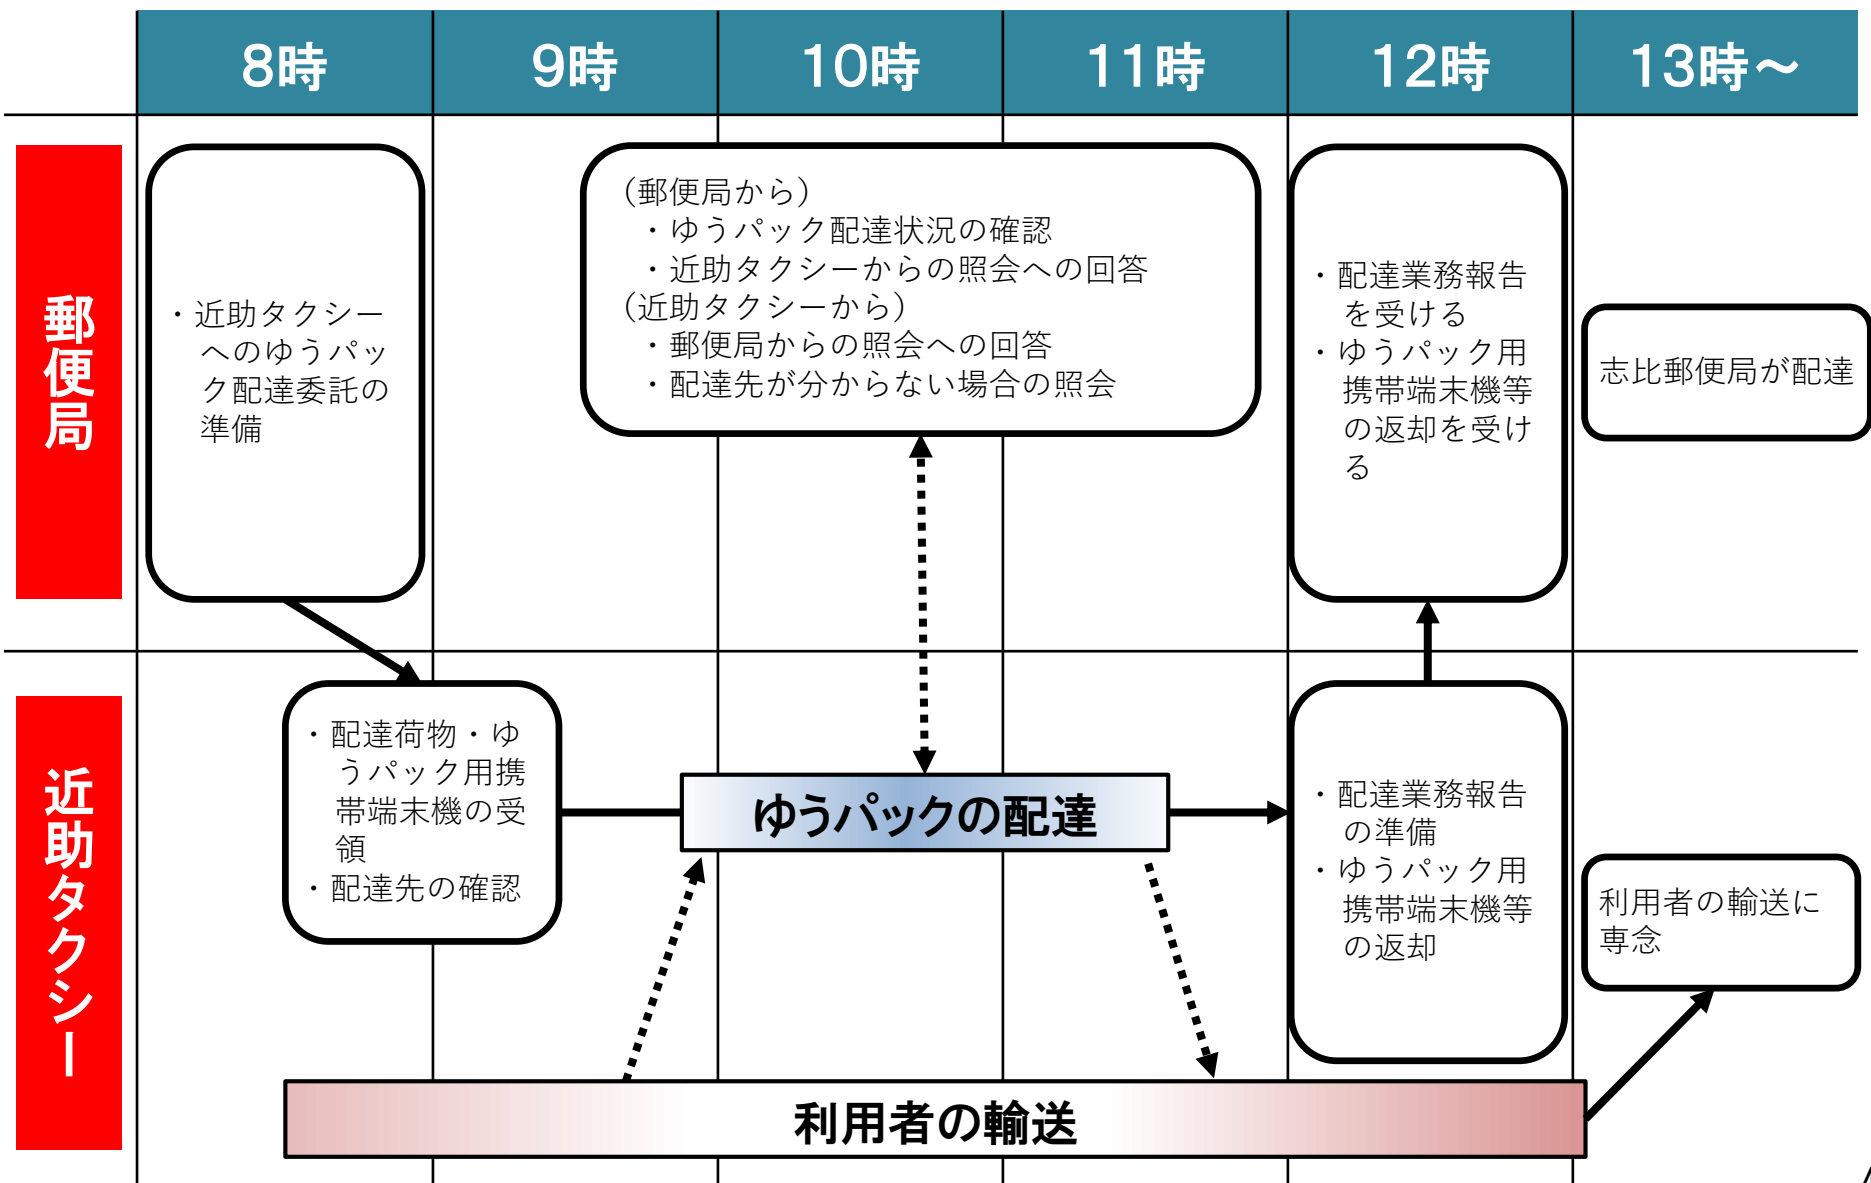 8時 9時 10時 11時 12時 13時～
郵便局
・近助タクシー
へのゆうパッ
ク配達委託の
準備
（郵便局から）
・ゆうパック配達状況の確認
・近助タクシーからの照会への回答
（近助タクシーから）
・郵便局からの照会への回答
・配達先が分からない場合の照会
・配達業務報告
を受ける
・ゆうパック用
携帯端末機等
の返却を受け
る
志比郵便局が配達
近助タクシー
・配達荷物・ゆ
うパック用携
帯端末機の受
領
・配達先の確認
ゆうパックの配達
・配達業務報告
の準備
・ゆうパック用
携帯端末機等
の返却
利用者の輸送に
専念
利用者の輸送